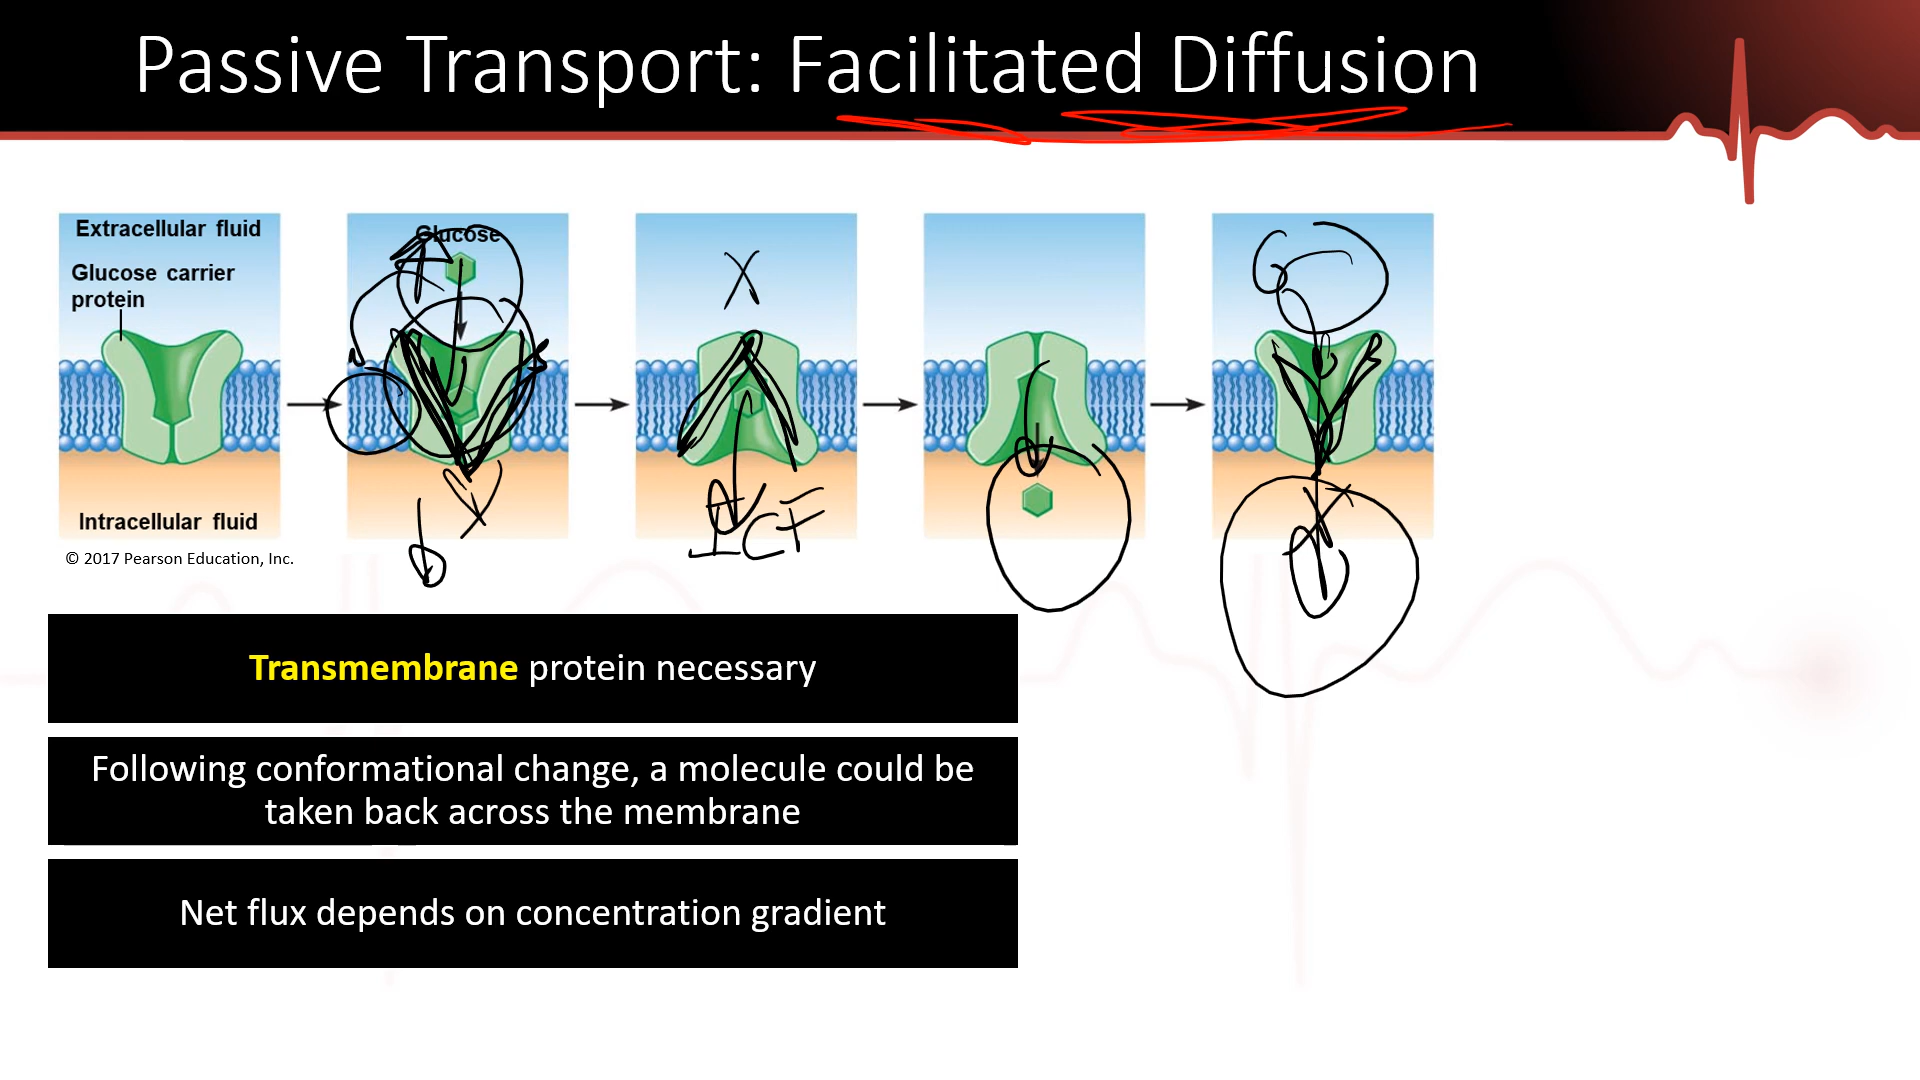 Passive Transport: Facilitated Diffusion
Extracellular fluid
Glucose carrier
protein
Glucose
Intracellular fluid
ICF
© 2017 Pearson Education, Inc.
Transmembrane protein necessary
Following conformational change, a molecule could be
taken back across the membrane
Net flux depends on concentration gradient